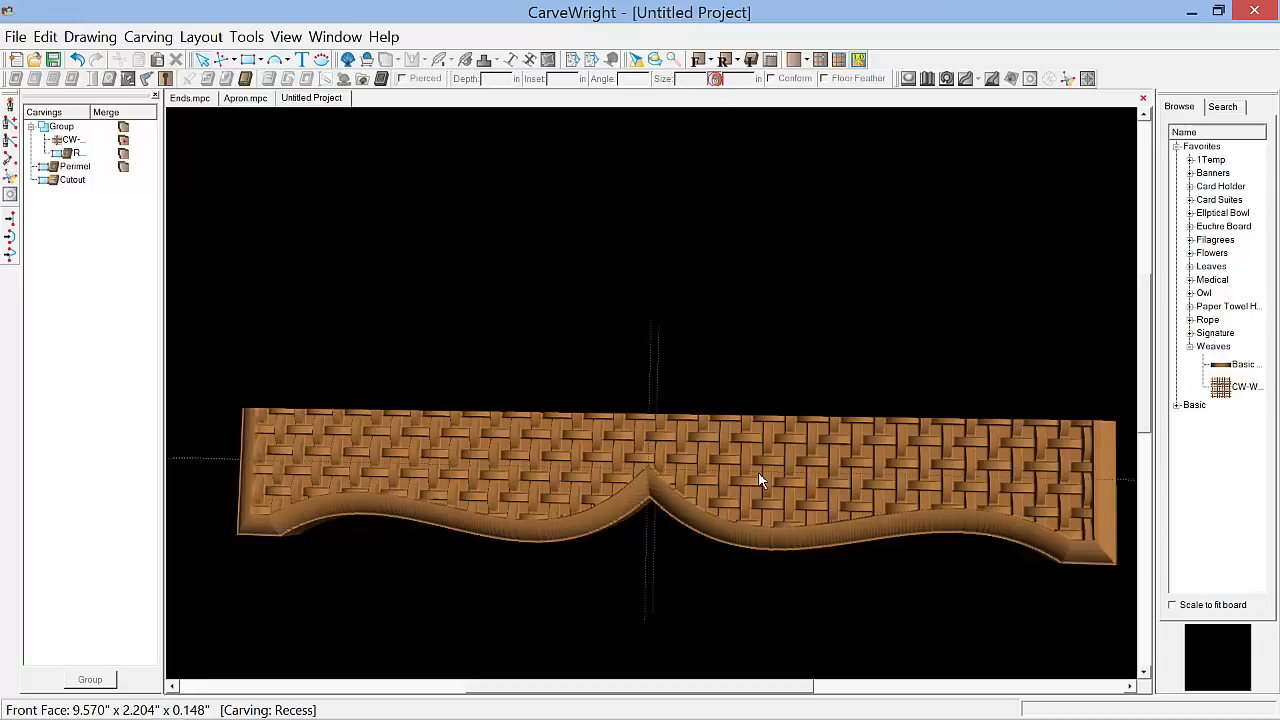 CarveWright - [Untitled Project]
File Edit Drawing Carving Layout Tools View Window Help
Pierced Depth: in Inset: in Angle: Size: in Conform Floor Feather
Ends.mpc Apron.mpc Untitled Project
Carvings Merge
Group
CW-...
R...
Perimet
Cutout
Group
Browse Search
Name
Favorites
1Temp
Banners
Card Holder
Card Suites
Elliptical Bowl
Euchre Board
Filagrees
Flowers
Leaves
Medical
Owl
Paper Towel H...
Rope
Signature
Weaves
Basic ...
CW-W...
Basic
Scale to fit board
Front Face: 9.570" x 2.204" x 0.148" [Carving: Recess]